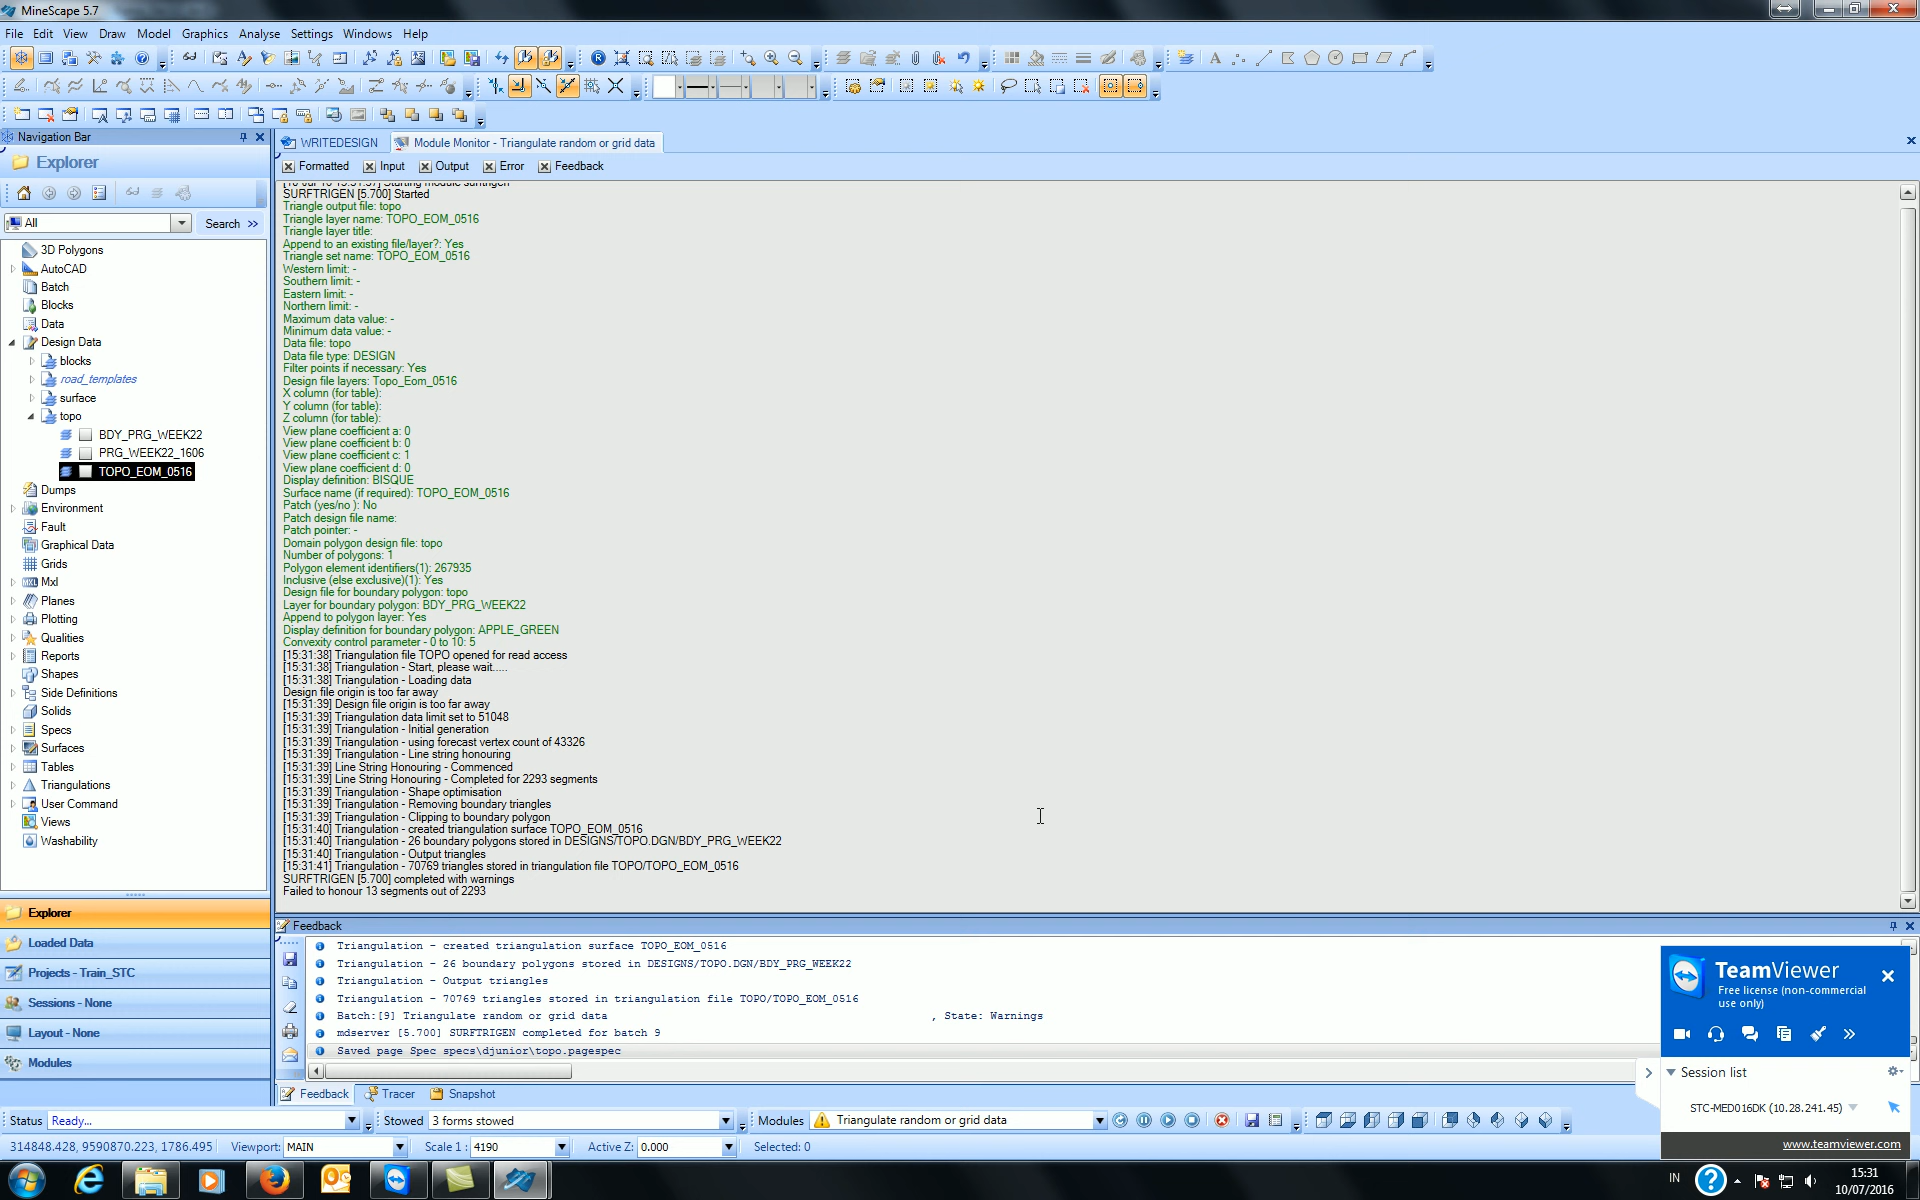 MineScape 5.7
File Edit View Draw Model Graphics Analyse Settings Windows Help
Navigation Bar
Explorer
All
Search »
3D Polygons
AutoCAD
Batch
Blocks
Data
Design Data
blocks
road_templates
surface
topo
BDY_PRG_WEEK22
PRG_WEEK22_1606
TOPO_EOM_0516
Dumps
Environment
Fault
Graphical Data
Grids
Mxl
Planes
Plotting
Qualities
Reports
Shapes
Side Definitions
Solids
Specs
Surfaces
Tables
Triangulations
User Command
Views
Washability
Explorer
Loaded Data
Projects - Train_STC
Sessions - None
Layout - None
Modules
WRITEDESIGN
Module Monitor - Triangulate random or grid data
Formatted Input Output Error Feedback
SURFTRIGEN [5.700] Started
Triangle output file: topo
Triangle layer name: TOPO_EOM_0516
Triangle layer title:
Append to an existing file/layer?: Yes
Triangle set name: TOPO_EOM_0516
Western limit: -
Southern limit: -
Eastern limit: -
Northern limit: -
Maximum data value: -
Minimum data value: -
Data file: topo
Data file type: DESIGN
Filter points if necessary: Yes
Design file layers: Topo_Eom_0516
X column (for table):
Y column (for table):
Z column (for table):
View plane coefficient a: 0
View plane coefficient b: 0
View plane coefficient c: 1
View plane coefficient d: 0
Display definition: BISQUE
Surface name (if required): TOPO_EOM_0516
Patch (yes/no ): No
Patch design file name:
Patch pointer: -
Domain polygon design file: topo
Number of polygons: 1
Polygon element identifiers(1): 267935
Inclusive (else exclusive)(1): Yes
Design file for boundary polygon: topo
Layer for boundary polygon: BDY_PRG_WEEK22
Append to polygon layer: Yes
Display definition for boundary polygon: APPLE_GREEN
Convexity control parameter - 0 to 10: 5
[15:31:38] Triangulation file TOPO opened for read access
[15:31:38] Triangulation - Start, please wait.....
[15:31:38] Triangulation - Loading data
Design file origin is too far away
[15:31:39] Design file origin is too far away
[15:31:39] Triangulation data limit set to 51048
[15:31:39] Triangulation - Initial generation
[15:31:39] Triangulation - using forecast vertex count of 43326
[15:31:39] Triangulation - Line string honouring
[15:31:39] Line String Honouring - Commenced
[15:31:39] Line String Honouring - Completed for 2293 segments
[15:31:39] Triangulation - Shape optimisation
[15:31:39] Triangulation - Removing boundary triangles
[15:31:39] Triangulation - Clipping to boundary polygon
[15:31:40] Triangulation - created triangulation surface TOPO_EOM_0516
[15:31:40] Triangulation - 26 boundary polygons stored in DESIGNS/TOPO.DGN/BDY_PRG_WEEK22
[15:31:40] Triangulation - Output triangles
[15:31:41] Triangulation - 70769 triangles stored in triangulation file TOPO/TOPO_EOM_0516
SURFTRIGEN [5.700] completed with warnings
Failed to honour 13 segments out of 2293
Feedback
Triangulation - created triangulation surface TOPO_EOM_0516
Triangulation - 26 boundary polygons stored in DESIGNS/TOPO.DGN/BDY_PRG_WEEK22
Triangulation - Output triangles
Triangulation - 70769 triangles stored in triangulation file TOPO/TOPO_EOM_0516
Batch:[9] Triangulate random or grid data , State: Warnings
mdserver [5.700] SURFTRIGEN completed for batch 9
Saved page Spec specs\djunior\topo.pagespec
Feedback Tracer Snapshot
TeamViewer
Free license (non-commercial
use only)
Session list
STC-MED016DK (10.28.241.45)
www.teamviewer.com
Status Ready... Stowed 3 forms stowed Modules Triangulate random or grid data
314848.428, 9590870.223, 1786.495 Viewport: MAIN Scale 1 : 4190 Active Z: 0.000 Selected: 0
IN
15:31
10/07/2016